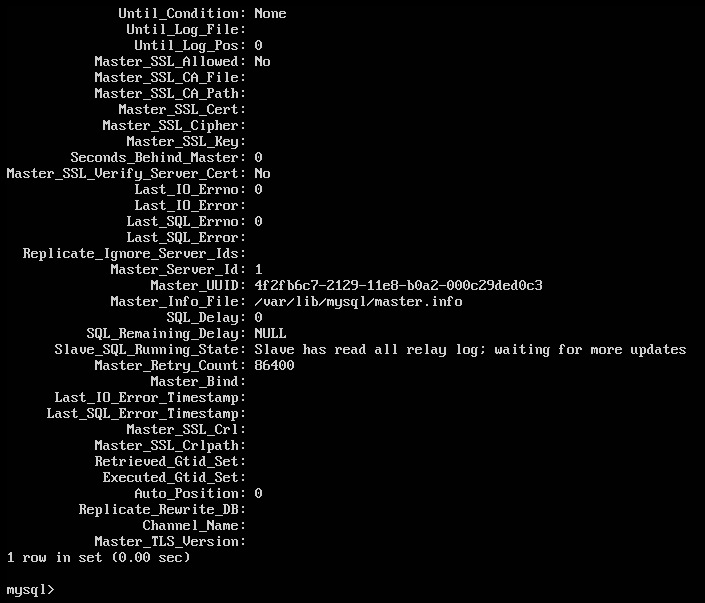 Until_Condition: None
Until_Log_File:
Until_Log_Pos: 0
Master_SSL_Allowed: No
Master_SSL_CA_File:
Master_SSL_CA_Path:
Master_SSL_Cert:
Master_SSL_Cipher:
Master_SSL_Key:
Seconds_Behind_Master: 0
Master_SSL_Verify_Server_Cert: No
Last_IO_Errno: 0
Last_IO_Error:
Last_SQL_Errno: 0
Last_SQL_Error:
Replicate_Ignore_Server_Ids:
Master_Server_Id: 1
Master_UUID: 4f2fb6c7-2129-11e8-b0a2-000c29ded0c3
Master_Info_File: /var/lib/mysql/master.info
SQL_Delay: 0
SQL_Remaining_Delay: NULL
Slave_SQL_Running_State: Slave has read all relay log; waiting for more updates
Master_Retry_Count: 86400
Master_Bind:
Last_IO_Error_Timestamp:
Last_SQL_Error_Timestamp:
Master_SSL_Crl:
Master_SSL_Crlpath:
Retrieved_Gtid_Set:
Executed_Gtid_Set:
Auto_Position: 0
Replicate_Rewrite_DB:
Channel_Name:
Master_TLS_Version:
1 row in set (0.00 sec)
mysql>